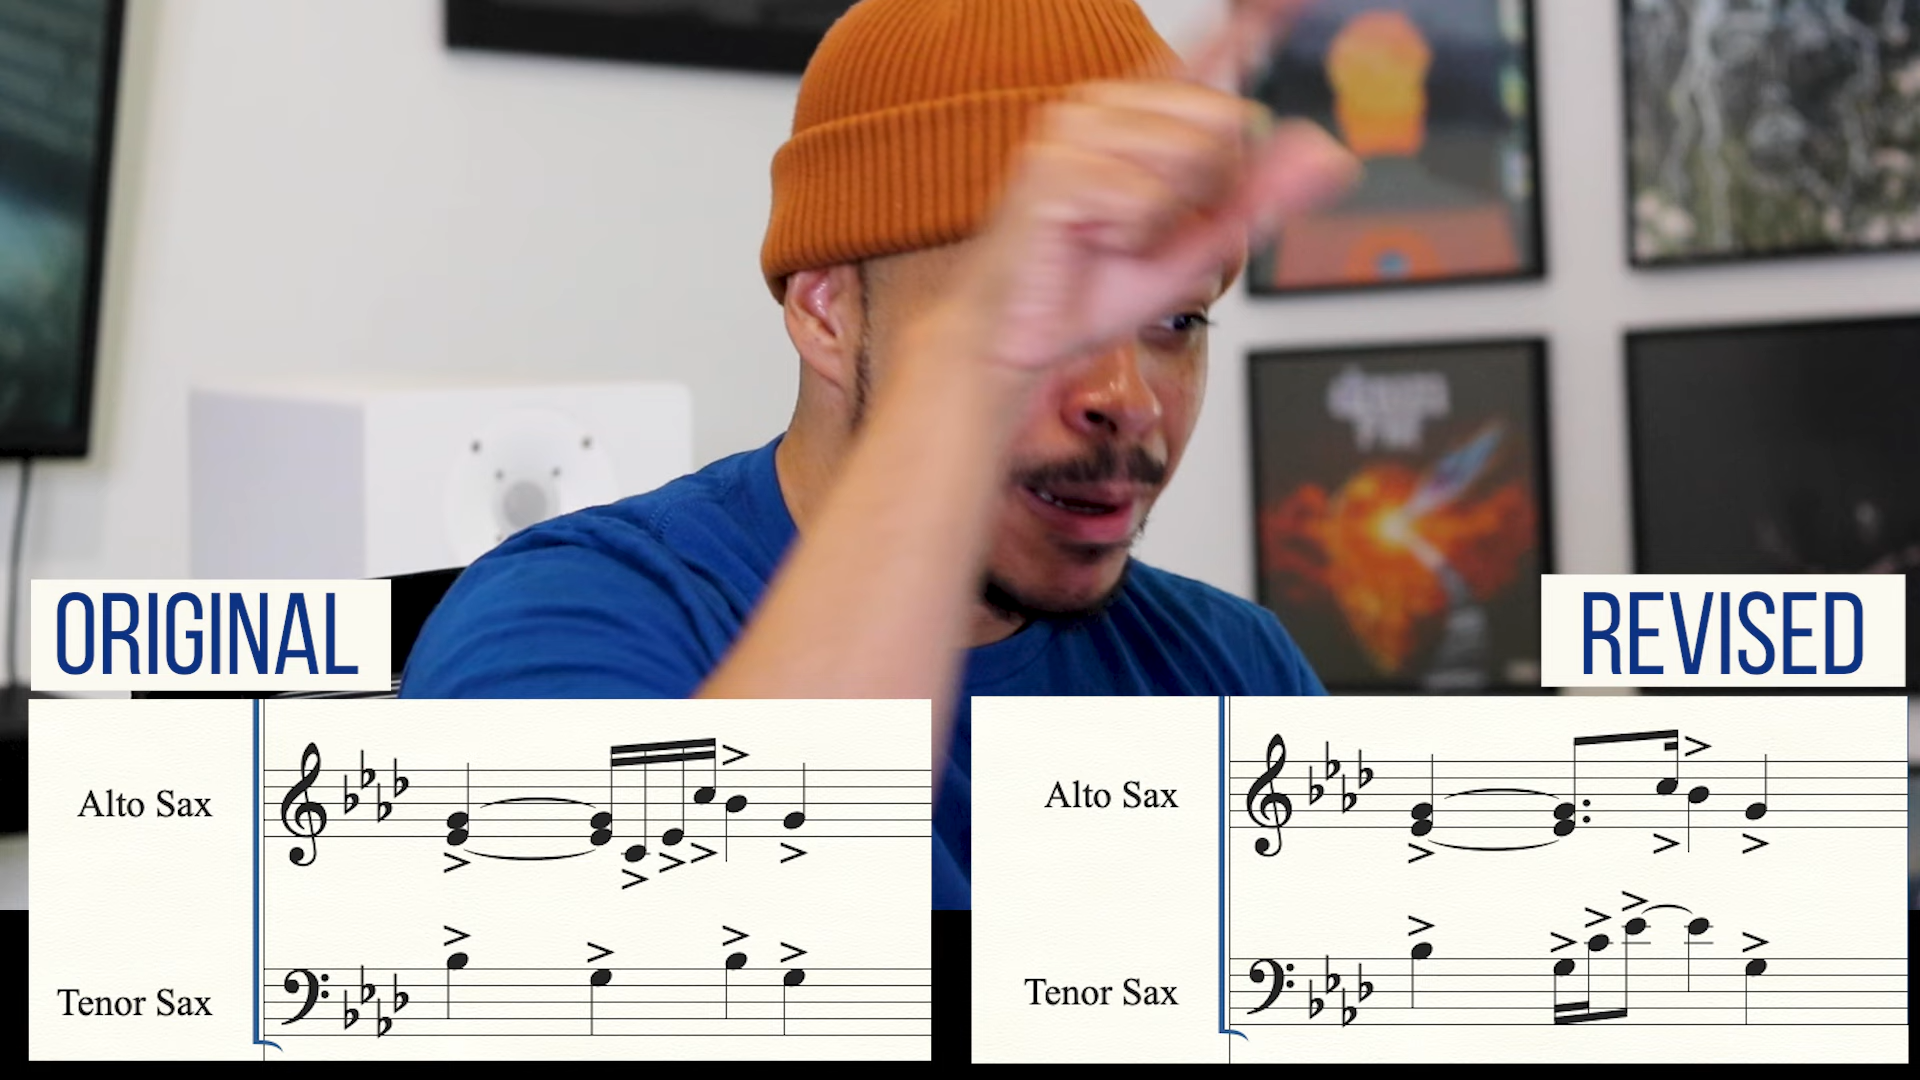 ORIGINAL
REVISED
Alto Sax
Tenor Sax
Alto Sax
Tenor Sax